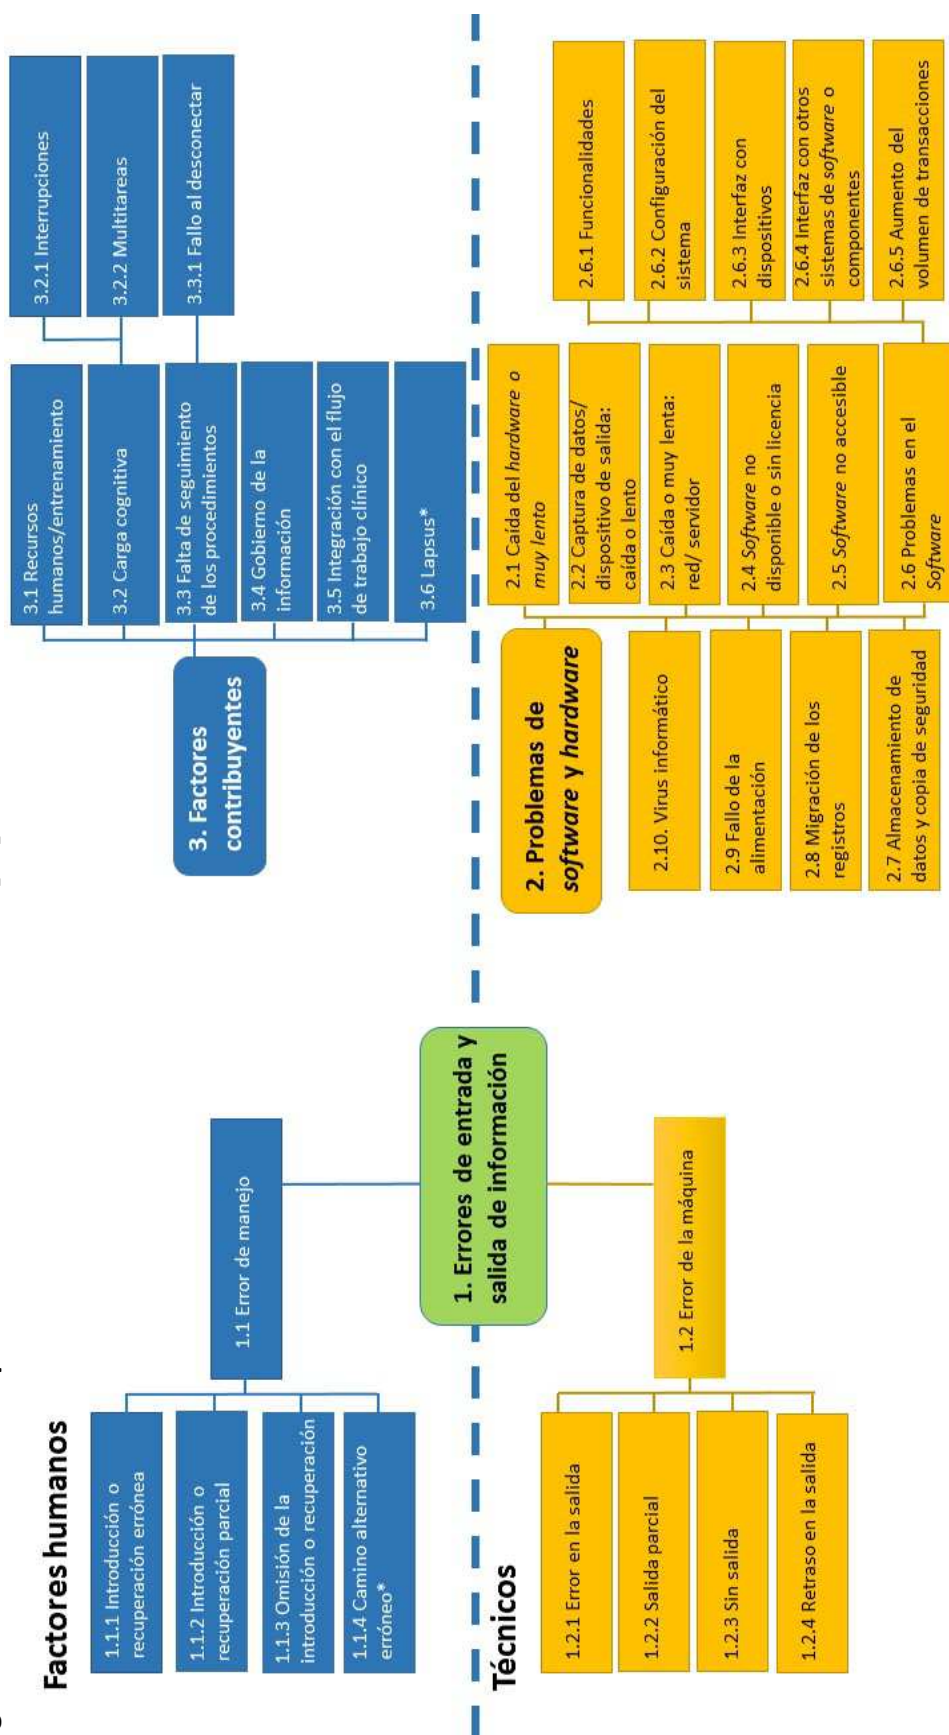 Factores humanos
1.1.1 Introducción o
recuperación errónea
1.1.2 Introducción o
recuperación parcial
1.1.3 Omisión de la
introducción o recuperación
1.1.4 Camino alternativo
erróneo*
1.1 Error de manejo
1. Errores de entrada y
salida de información
3. Factores
contribuyentes
3.1 Recursos
humanos/entrenamiento
3.2 Carga cognitiva
3.3 Falta de seguimiento
de los procedimientos
3.4 Gobierno de la
información
3.5 Integración con el flujo
de trabajo clínico
3.6 Lapsus*
3.2.1 Interrupciones
3.2.2 Multitareas
3.3.1 Fallo al desconectar
Técnicos
1.2.1 Error en la salida
1.2.2 Salida parcial
1.2.3 Sin salida
1.2.4 Retraso en la salida
1.2 Error de la máquina
2. Problemas de
software y hardware
2.10. Virus informático
2.9 Fallo de la
alimentación
2.8 Migración de los
registros
2.7 Almacenamiento de
datos y copia de seguridad
2.1 Caída del hardware o
muy lento
2.2 Captura de datos/
dispositivo de salida:
caída o lento
2.3 Caída o muy lenta:
red/ servidor
2.4 Software no
disponible o sin licencia
2.5 Software no accesible
2.6 Problemas en el
Software
2.6.1 Funcionalidades
2.6.2 Configuración del
sistema
2.6.3 Interfaz con
dispositivos
2.6.4 Interfaz con otros
sistemas de software o
componentes
2.6.5 Aumento del
volumen de transacciones